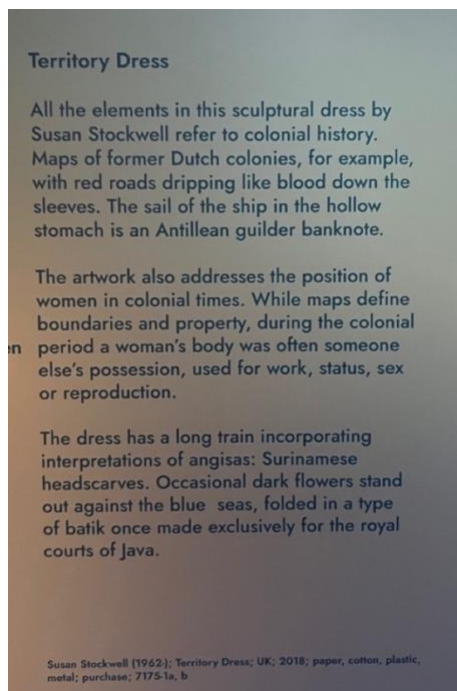 Territory Dress
All the elements in this sculptural dress by
Susan Stockwell refer to colonial history.
Maps of former Dutch colonies, for example,
with red roads dripping like blood down the
sleeves. The sail of the ship in the hollow
stomach is an Antillean guilder banknote.
The artwork also addresses the position of
women in colonial times. While maps define
boundaries and property, during the colonial
en period a woman's body was often someone
else's possession, used for work, status, sex
or reproduction.
The dress has a long train incorporating
interpretations of angisas: Surinamese
headscarves. Occasional dark flowers stand
out against the blue seas, folded in a type
of batik once made exclusively for the royal
courts of Java.
Susan Stockwell (1962-); Territory Dress; UK; 2018; paper, cotton, plastic,
metal; purchase; 7175-1a, b